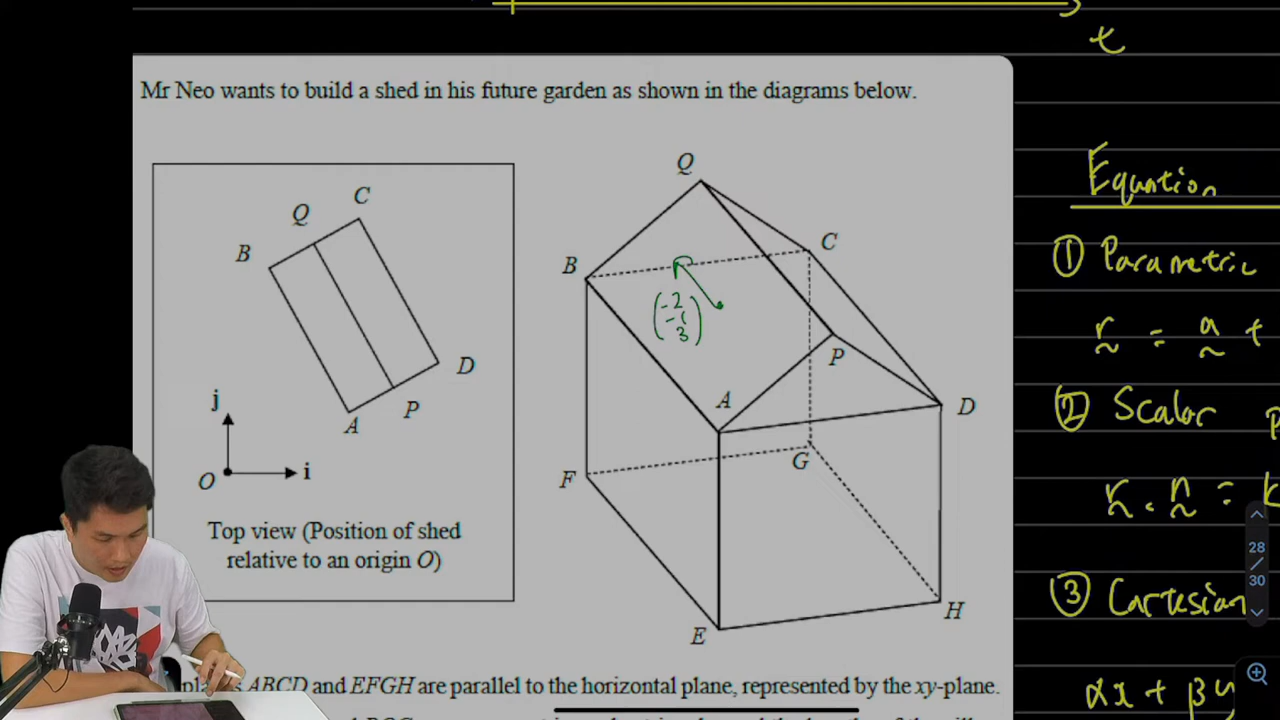 t
Mr Neo wants to build a shed in his future garden as shown in the diagrams below.
C
Q
B
D
P
A
j
O
i
Top view (Position of shed
relative to an origin O)
Q
C
B
-2
3
P
A
D
G
F
H
E
ABCD and EFGH are parallel to the horizontal plane, represented by the xy-plane.
Equation
① Parametric
r = a +
② Scalar
r . n =
③ Cartesian
αx + βy
28
/
30